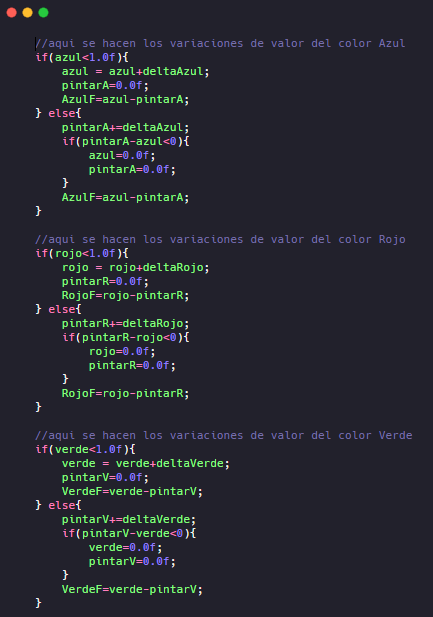 //aqui se hacen los variaciones de valor del color Azul
if(azul<1.0f){
    azul = azul+deltaAzul;
    pintarA=0.0f;
    AzulF=azul-pintarA;
} else{
    pintarA+=deltaAzul;
    if(pintarA-azul<0){
        azul=0.0f;
        pintarA=0.0f;
    }
    AzulF=azul-pintarA;
}

//aqui se hacen los variaciones de valor del color Rojo
if(rojo<1.0f){
    rojo = rojo+deltaRojo;
    pintarR=0.0f;
    RojoF=rojo-pintarR;
} else{
    pintarR+=deltaRojo;
    if(pintarR-rojo<0){
        rojo=0.0f;
        pintarR=0.0f;
    }
    RojoF=rojo-pintarR;
}

//aqui se hacen los variaciones de valor del color Verde
if(verde<1.0f){
    verde = verde+deltaVerde;
    pintarV=0.0f;
    VerdeF=verde-pintarV;
} else{
    pintarV+=deltaVerde;
    if(pintarV-verde<0){
        verde=0.0f;
        pintarV=0.0f;
    }
    VerdeF=verde-pintarV;
}